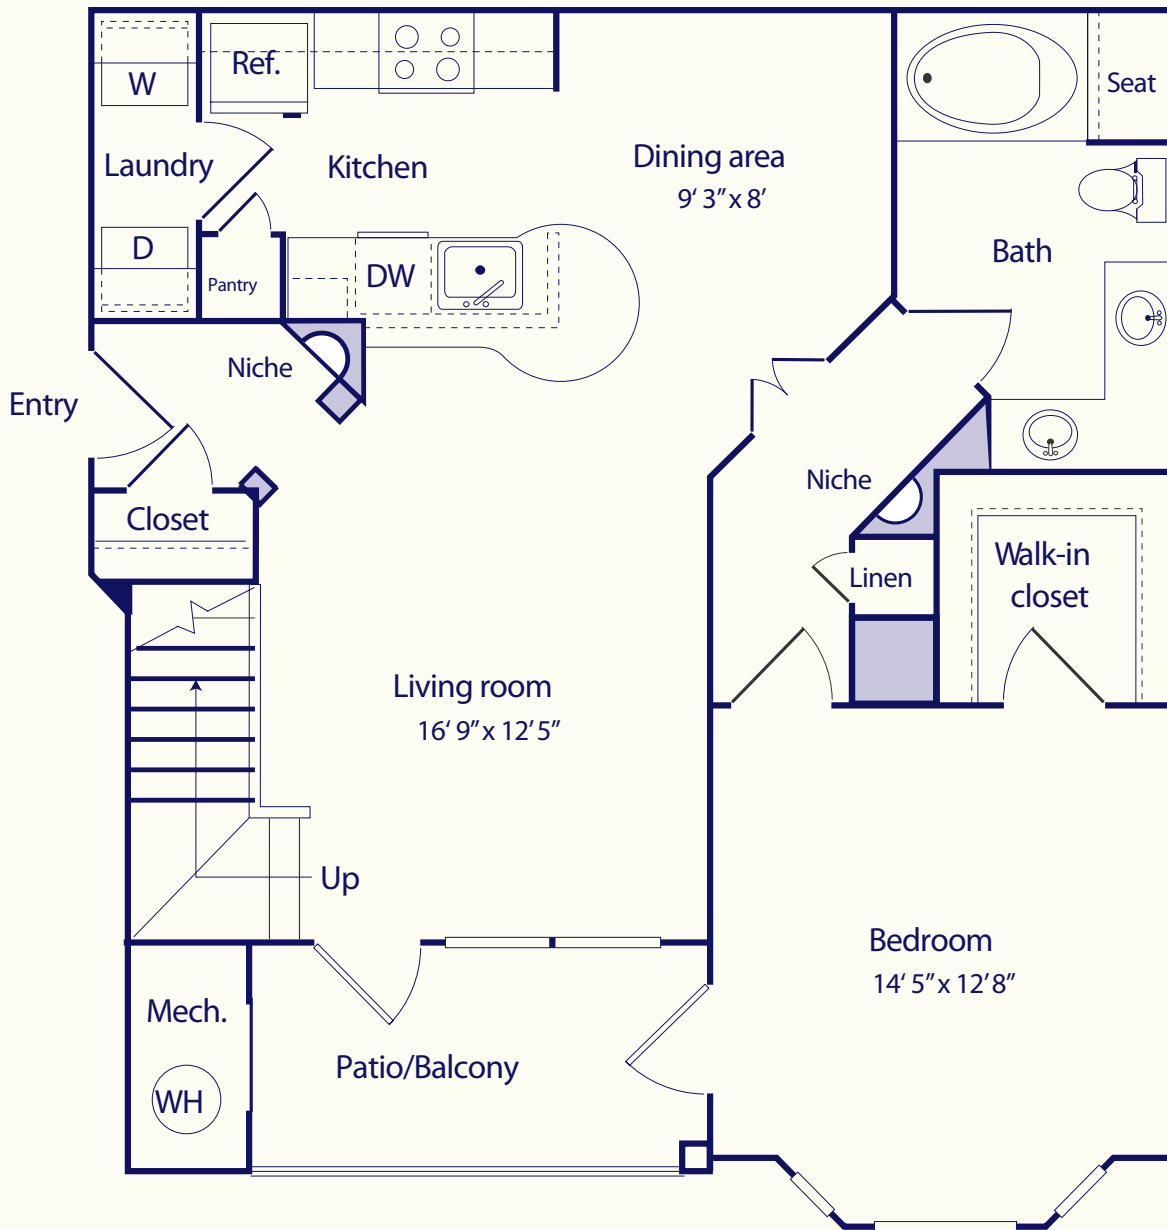 W
Ref.
Seat
Laundry
Kitchen
Dining area
9‘ 3” x 8’
D
Pantry
DW
Bath
Niche
Entry
Niche
Closet
Linen
Walk-in
closet
Living room
16‘ 9” x 12‘ 5”
Up
Bedroom
14‘ 5” x 12’ 8”
Mech.
WH
Patio/Balcony